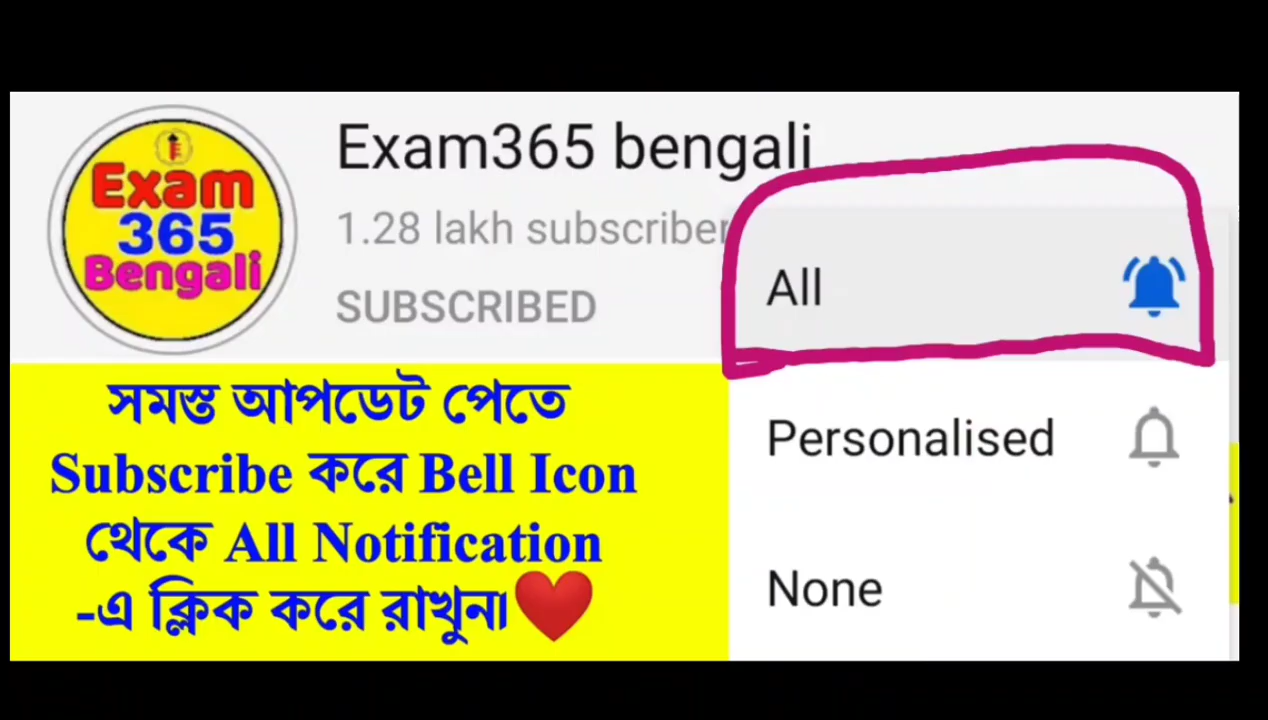 Exam
365
Bengali
Exam365 bengali
1.28 lakh subscriber
SUBSCRIBED
All
Personalised
None
সমস্ত আপডেট পেতে
Subscribe করে Bell Icon
থেকে All Notification
-এ ক্লিক করে রাখুন।